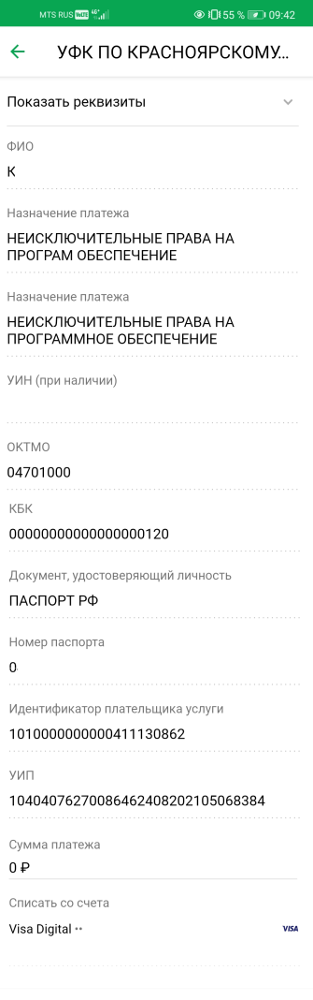 MTS RUS VoLTE 4G+ 55 % 09:42
УФК ПО КРАСНОЯРСКОМУ...
Показать реквизиты
ФИО
К
Назначение платежа
НЕИСКЛЮЧИТЕЛЬНЫЕ ПРАВА НА
ПРОГРАМ ОБЕСПЕЧЕНИЕ
Назначение платежа
НЕИСКЛЮЧИТЕЛЬНЫЕ ПРАВА НА
ПРОГРАММНОЕ ОБЕСПЕЧЕНИЕ
УИН (при наличии)
ОКТМО
04701000
КБК
00000000000000000120
Документ, удостоверяющий личность
ПАСПОРТ РФ
Номер паспорта
0
Идентификатор плательщика услуги
1010000000000411130862
УИП
10404076270086462408202105068384
Сумма платежа
0 ₽
Списать со счета
Visa Digital ••
VISA